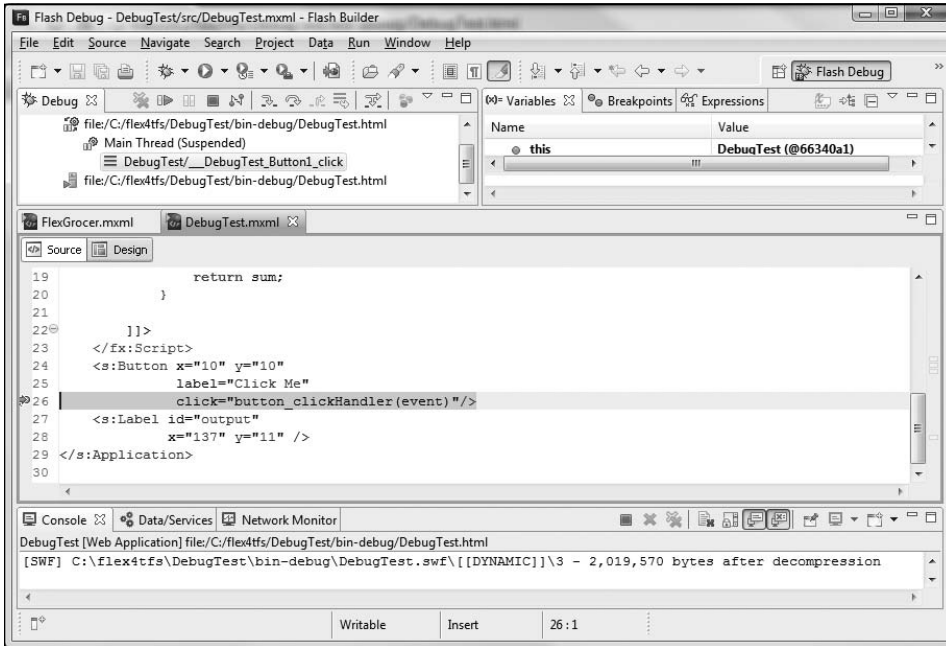 Fb Flash Debug - DebugTest/src/DebugTest.mxml - Flash Builder
File Edit Source Navigate Search Project Data Run Window Help
Flash Debug
»
Debug
(x)= Variables Breakpoints Expressions
file:/C:/flex4tfs/DebugTest/bin-debug/DebugTest.html
Main Thread (Suspended)
DebugTest/__DebugTest_Button1_click
file:/C:/flex4tfs/DebugTest/bin-debug/DebugTest.html
Name Value
this DebugTest (@66340a1)
FlexGrocer.mxml DebugTest.mxml
Source Design
19 return sum;
20 }
21
22 ]]>
23 </fx:Script>
24 <s:Button x="10" y="10"
25 label="Click Me"
26 click="button_clickHandler(event)"/>
27 <s:Label id="output"
28 x="137" y="11" />
29 </s:Application>
30
Console Data/Services Network Monitor
DebugTest [Web Application] file:/C:/flex4tfs/DebugTest/bin-debug/DebugTest.html
[SWF] C:\flex4tfs\DebugTest\bin-debug\DebugTest.swf\[[DYNAMIC]]\3 - 2,019,570 bytes after decompression
Writable Insert 26 : 1